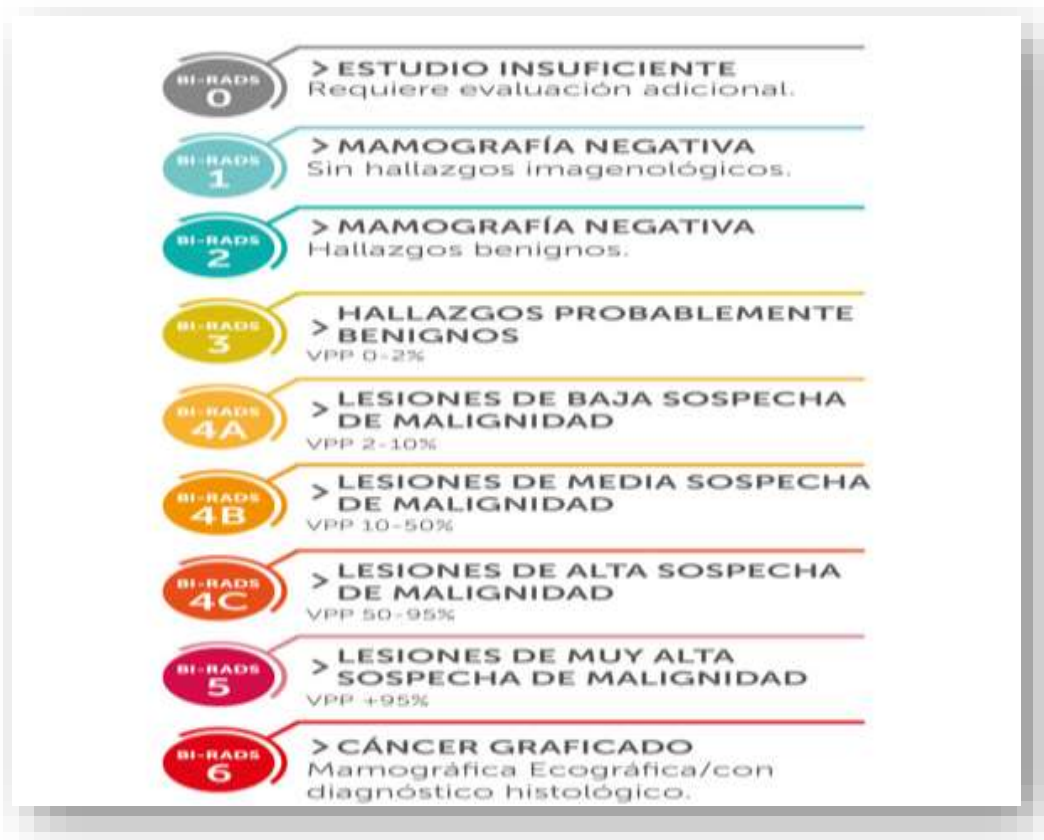 BI-RADS
0
> ESTUDIO INSUFICIENTE
Requiere evaluación adicional.
BI-RADS
1
> MAMOGRAFÍA NEGATIVA
Sin hallazgos imagenológicos.
BI-RADS
2
> MAMOGRAFÍA NEGATIVA
Hallazgos benignos.
BI-RADS
3
> HALLAZGOS PROBABLEMENTE
BENIGNOS
VPP 0-2%
BI-RADS
4A
> LESIONES DE BAJA SOSPECHA
DE MALIGNIDAD
VPP 2-10%
BI-RADS
4B
> LESIONES DE MEDIA SOSPECHA
DE MALIGNIDAD
VPP 10-50%
BI-RADS
4C
> LESIONES DE ALTA SOSPECHA
DE MALIGNIDAD
VPP 50-95%
BI-RADS
5
> LESIONES DE MUY ALTA
SOSPECHA DE MALIGNIDAD
VPP +95%
BI-RADS
6
> CÁNCER GRAFICADO
Mamográfica Ecográfica/con
diagnóstico histológico.